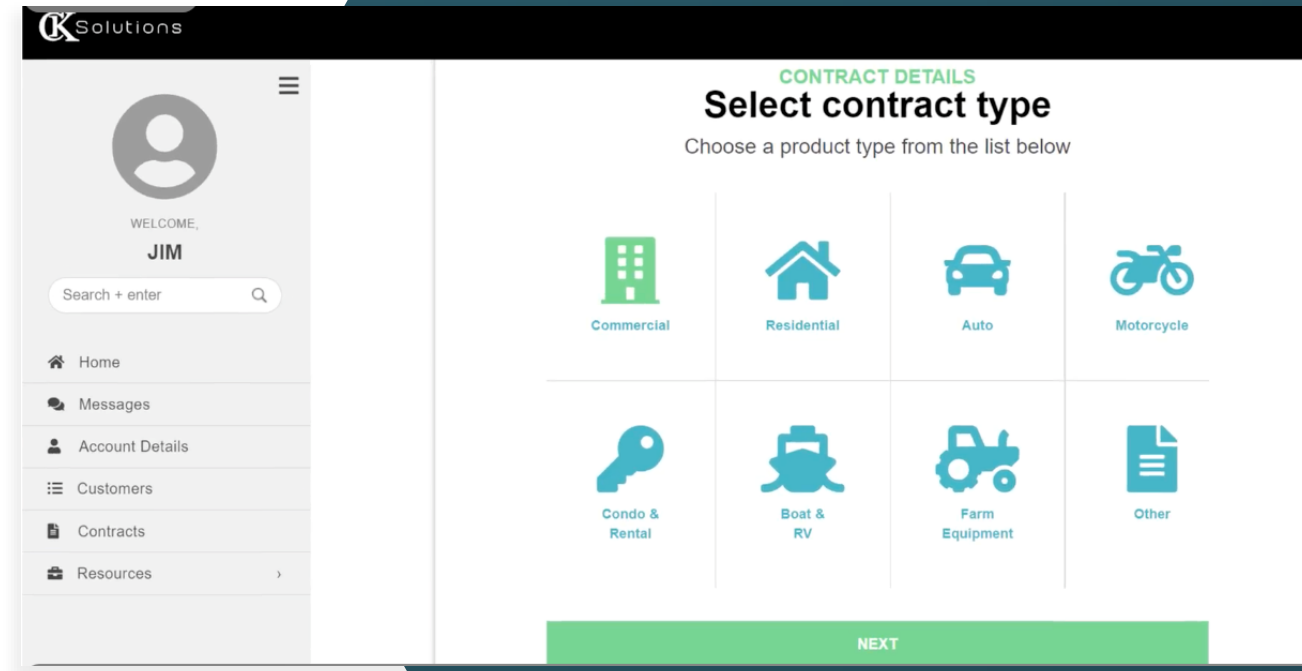 CK Solutions
WELCOME,
JIM
Search + enter
Home
Messages
Account Details
Customers
Contracts
Resources
CONTRACT DETAILS
Select contract type
Choose a product type from the list below
Commercial
Residential
Auto
Motorcycle
Condo &
Rental
Boat &
RV
Farm
Equipment
Other
NEXT